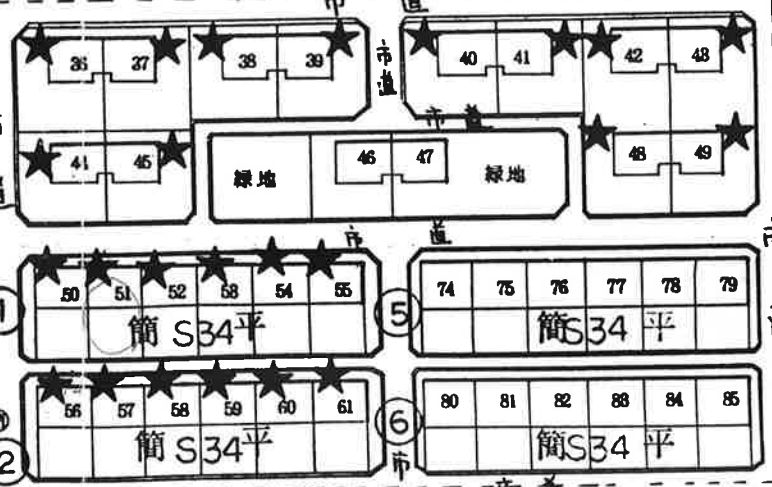 市 道
36 37 38 39 市道 40 41 42 43
市道
44 45 緑地 46 47 緑地 48 49
市 道
50 51 52 53 54 55 74 75 76 77 78 79
簡 S34平 ⑤ 簡S34 平
56 57 58 59 60 61 80 81 82 83 84 85
簡 S34平 ⑥ 簡S34 平
2
市